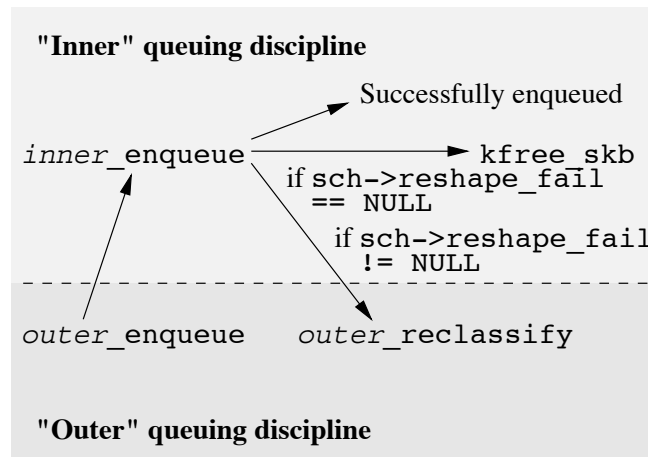 "Inner" queuing discipline
Successfully enqueued
inner_enqueue
kfree_skb
if sch->reshape_fail
== NULL
if sch->reshape_fail
!= NULL
outer_enqueue
outer_reclassify
"Outer" queuing discipline